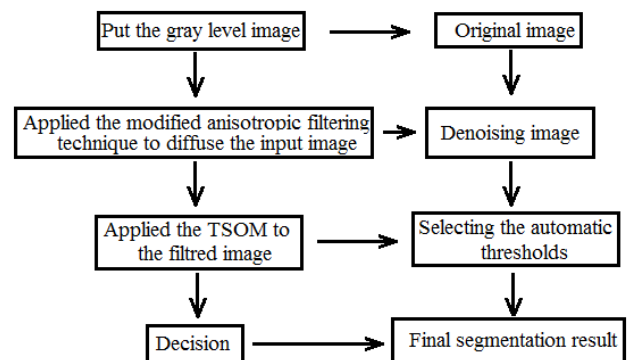 Put the gray level image
Original image
Applied the modified anisotropic filtering
technique to diffuse the input image
Denoising image
Applied the TSOM to
the filtred image
Selecting the automatic
thresholds
Decision
Final segmentation result